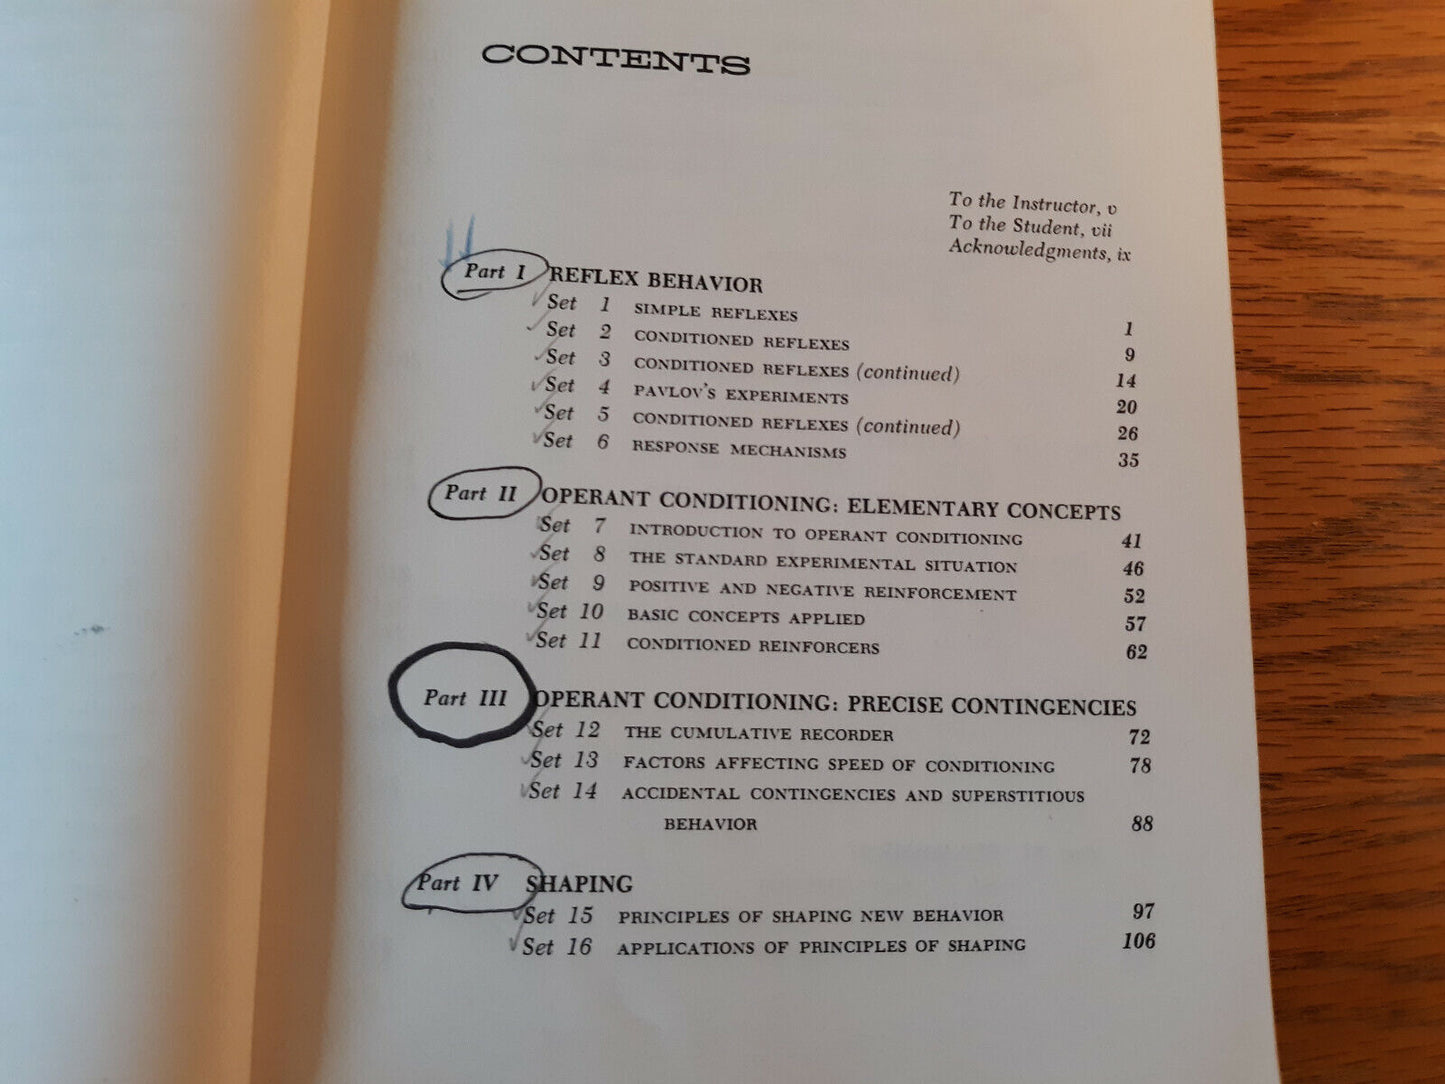 CONTENTS
To the Instructor, v
To the Student, vii
Acknowledgments, ix
Part I REFLEX BEHAVIOR
Set 1 SIMPLE REFLEXES 1
Set 2 CONDITIONED REFLEXES 9
Set 3 CONDITIONED REFLEXES (continued) 14
Set 4 PAVLOV'S EXPERIMENTS 20
Set 5 CONDITIONED REFLEXES (continued) 26
Set 6 RESPONSE MECHANISMS 35
Part II OPERANT CONDITIONING: ELEMENTARY CONCEPTS
Set 7 INTRODUCTION TO OPERANT CONDITIONING 41
Set 8 THE STANDARD EXPERIMENTAL SITUATION 46
Set 9 POSITIVE AND NEGATIVE REINFORCEMENT 52
Set 10 BASIC CONCEPTS APPLIED 57
Set 11 CONDITIONED REINFORCERS 62
Part III OPERANT CONDITIONING: PRECISE CONTINGENCIES
Set 12 THE CUMULATIVE RECORDER 72
Set 13 FACTORS AFFECTING SPEED OF CONDITIONING 78
Set 14 ACCIDENTAL CONTINGENCIES AND SUPERSTITIOUS
BEHAVIOR 88
Part IV SHAPING
Set 15 PRINCIPLES OF SHAPING NEW BEHAVIOR 97
Set 16 APPLICATIONS OF PRINCIPLES OF SHAPING 106